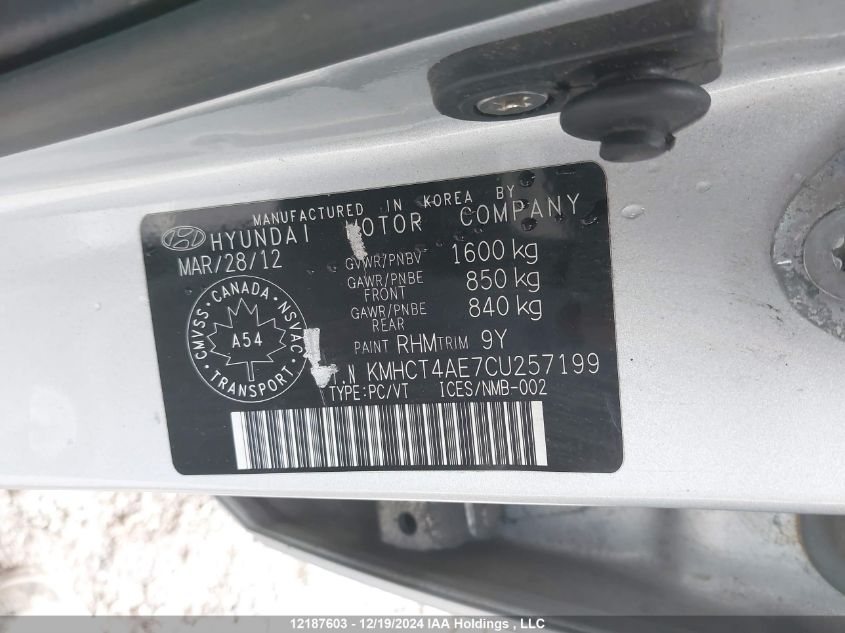 MANUFACTURED IN KOREA BY
HYUNDAI MOTOR COMPANY
MAR/28/12
GVWR/PNBV 1600 kg
GAWR/PNBE FRONT 850 kg
GAWR/PNBE REAR 840 kg
PAINT RHM TRIM 9Y
CANADA
CMVSS • NSVAC
A54
TRANSPORT
I.N KMHCT4AE7CU257199
TYPE:PC/VT ICES/NMB-002
12187603 - 12/19/2024 IAA Holdings , LLC